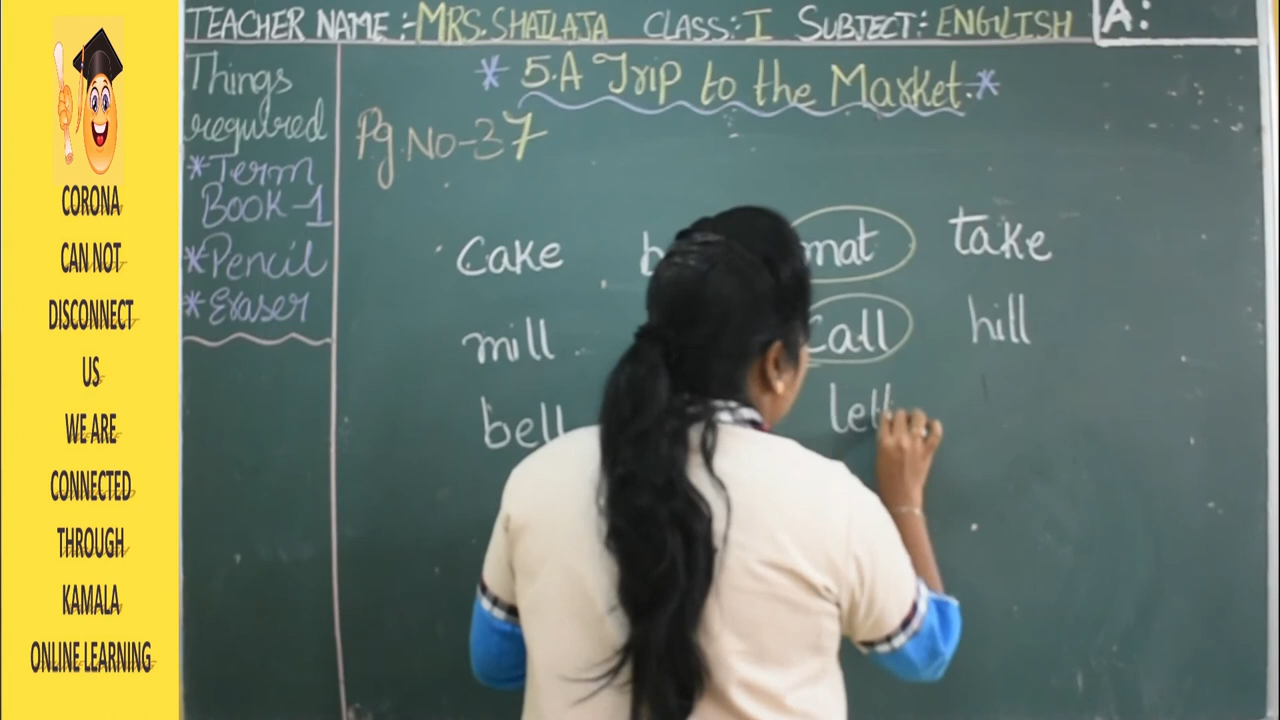 CORONA
CAN NOT
DISCONNECT
US
WE ARE
CONNECTED
THROUGH
KAMALA
ONLINE LEARNING
TEACHER NAME :- MRS. SHAILAJA CLASS:- I SUBJECT:- ENGLISH A:
Things
required
*Term
Book-1
*Pencil
*Eraser
* 5.A Trip to the Market. *
Pg.No-37
Cake mat take
mill Call hill
bell